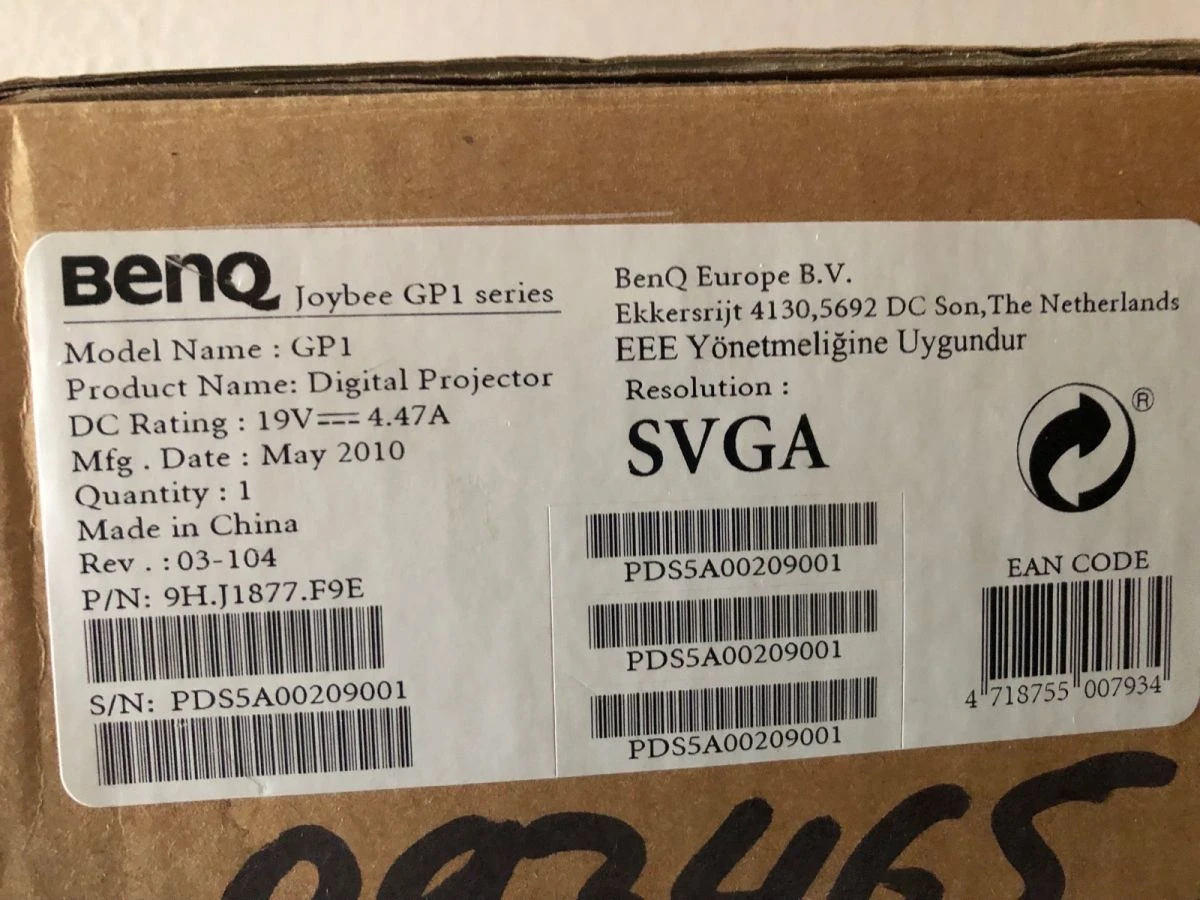 BenQ Joybee GP1 series
Model Name : GP1
Product Name: Digital Projector
DC Rating : 19V⎓ 4.47A
Mfg . Date : May 2010
Quantity : 1
Made in China
Rev . : 03-104
P/N: 9H.J1877.F9E
S/N: PDS5A00209001
BenQ Europe B.V.
Ekkersrijt 4130,5692 DC Son,The Netherlands
EEE Yönetmeliğine Uygundur
Resolution :
SVGA
®
PDS5A00209001
PDS5A00209001
PDS5A00209001
EAN CODE
4 718755 007934